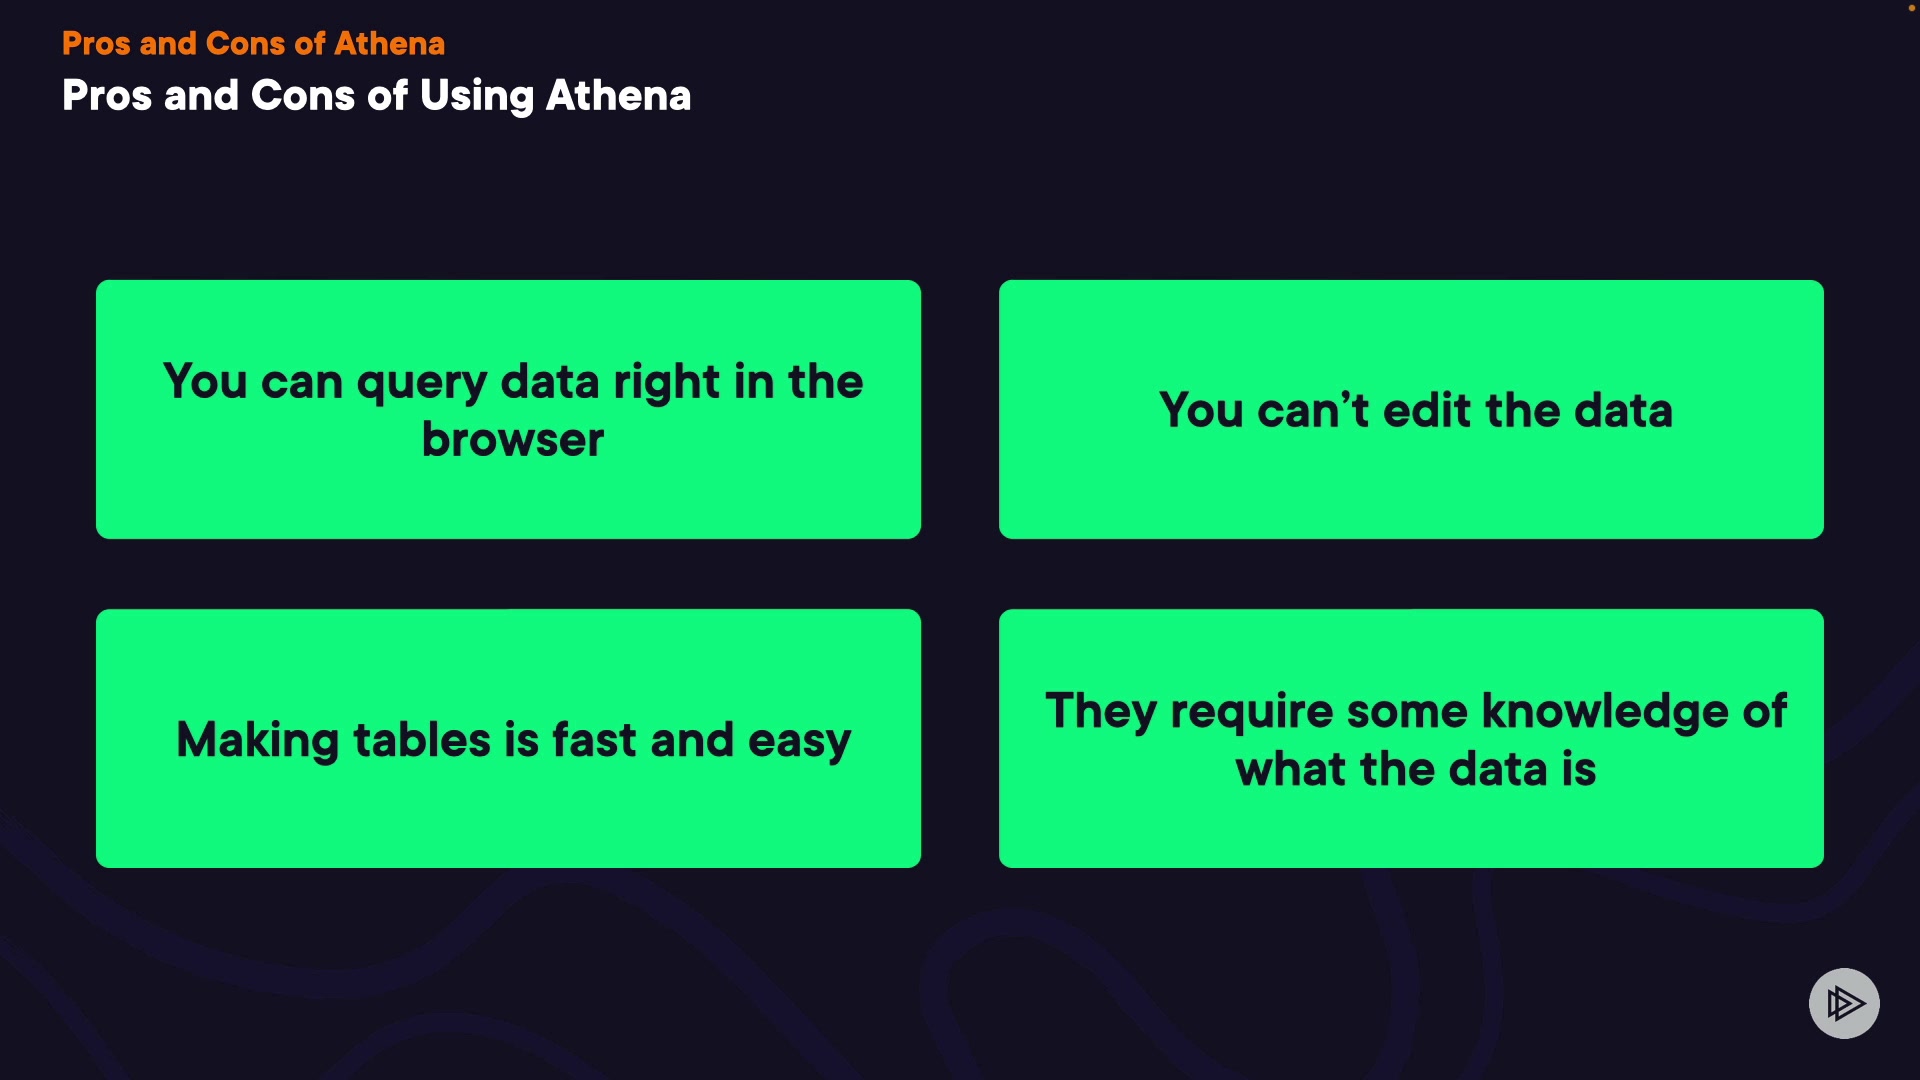 Pros and Cons of Athena
Pros and Cons of Using Athena
You can query data right in the
browser
You can’t edit the data
Making tables is fast and easy
They require some knowledge of
what the data is